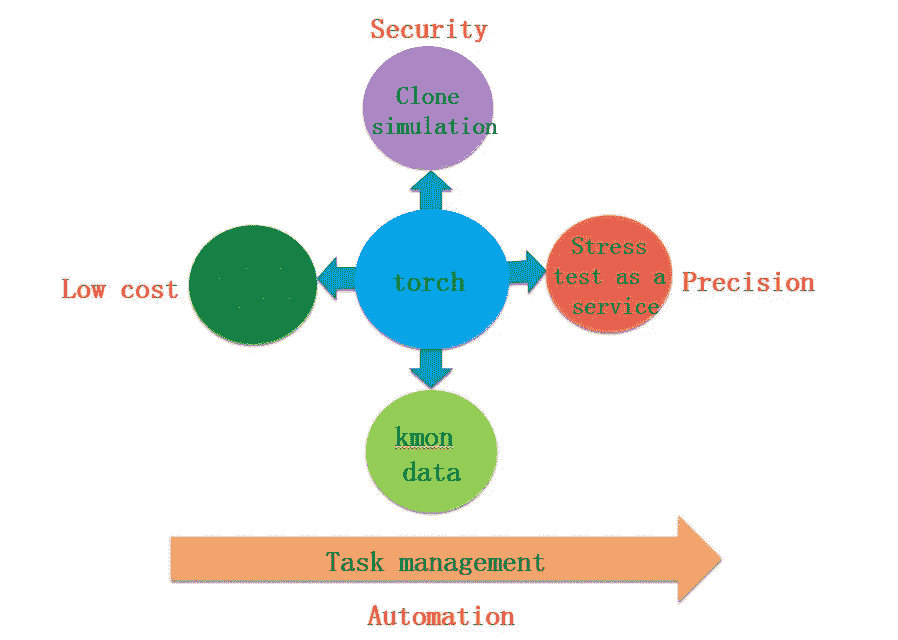 Security
Clone
simulation
Low cost
torch
Stress
test as a
service
Precision
kmon
data
Task management
Automation